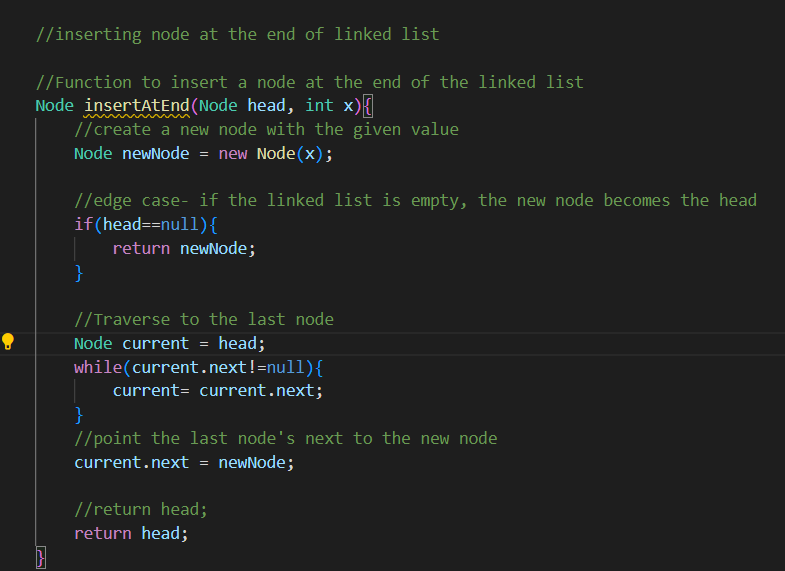 //inserting node at the end of linked list
//Function to insert a node at the end of the linked list
Node insertAtEnd(Node head, int x){
//create a new node with the given value
Node newNode = new Node(x);
//edge case- if the linked list is empty, the new node becomes the head
if(head==null){
return newNode;
}
//Traverse to the last node
Node current = head;
while(current.next!=null){
current= current.next;
}
//point the last node's next to the new node
current.next = newNode;
//return head;
return head;
}